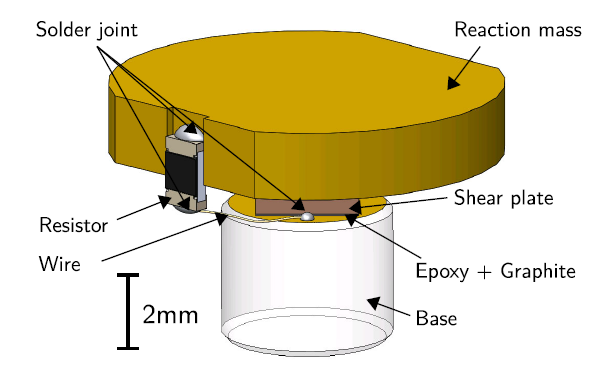 Solder joint
Reaction mass
Shear plate
Resistor
Wire
Epoxy + Graphite
2mm
Base